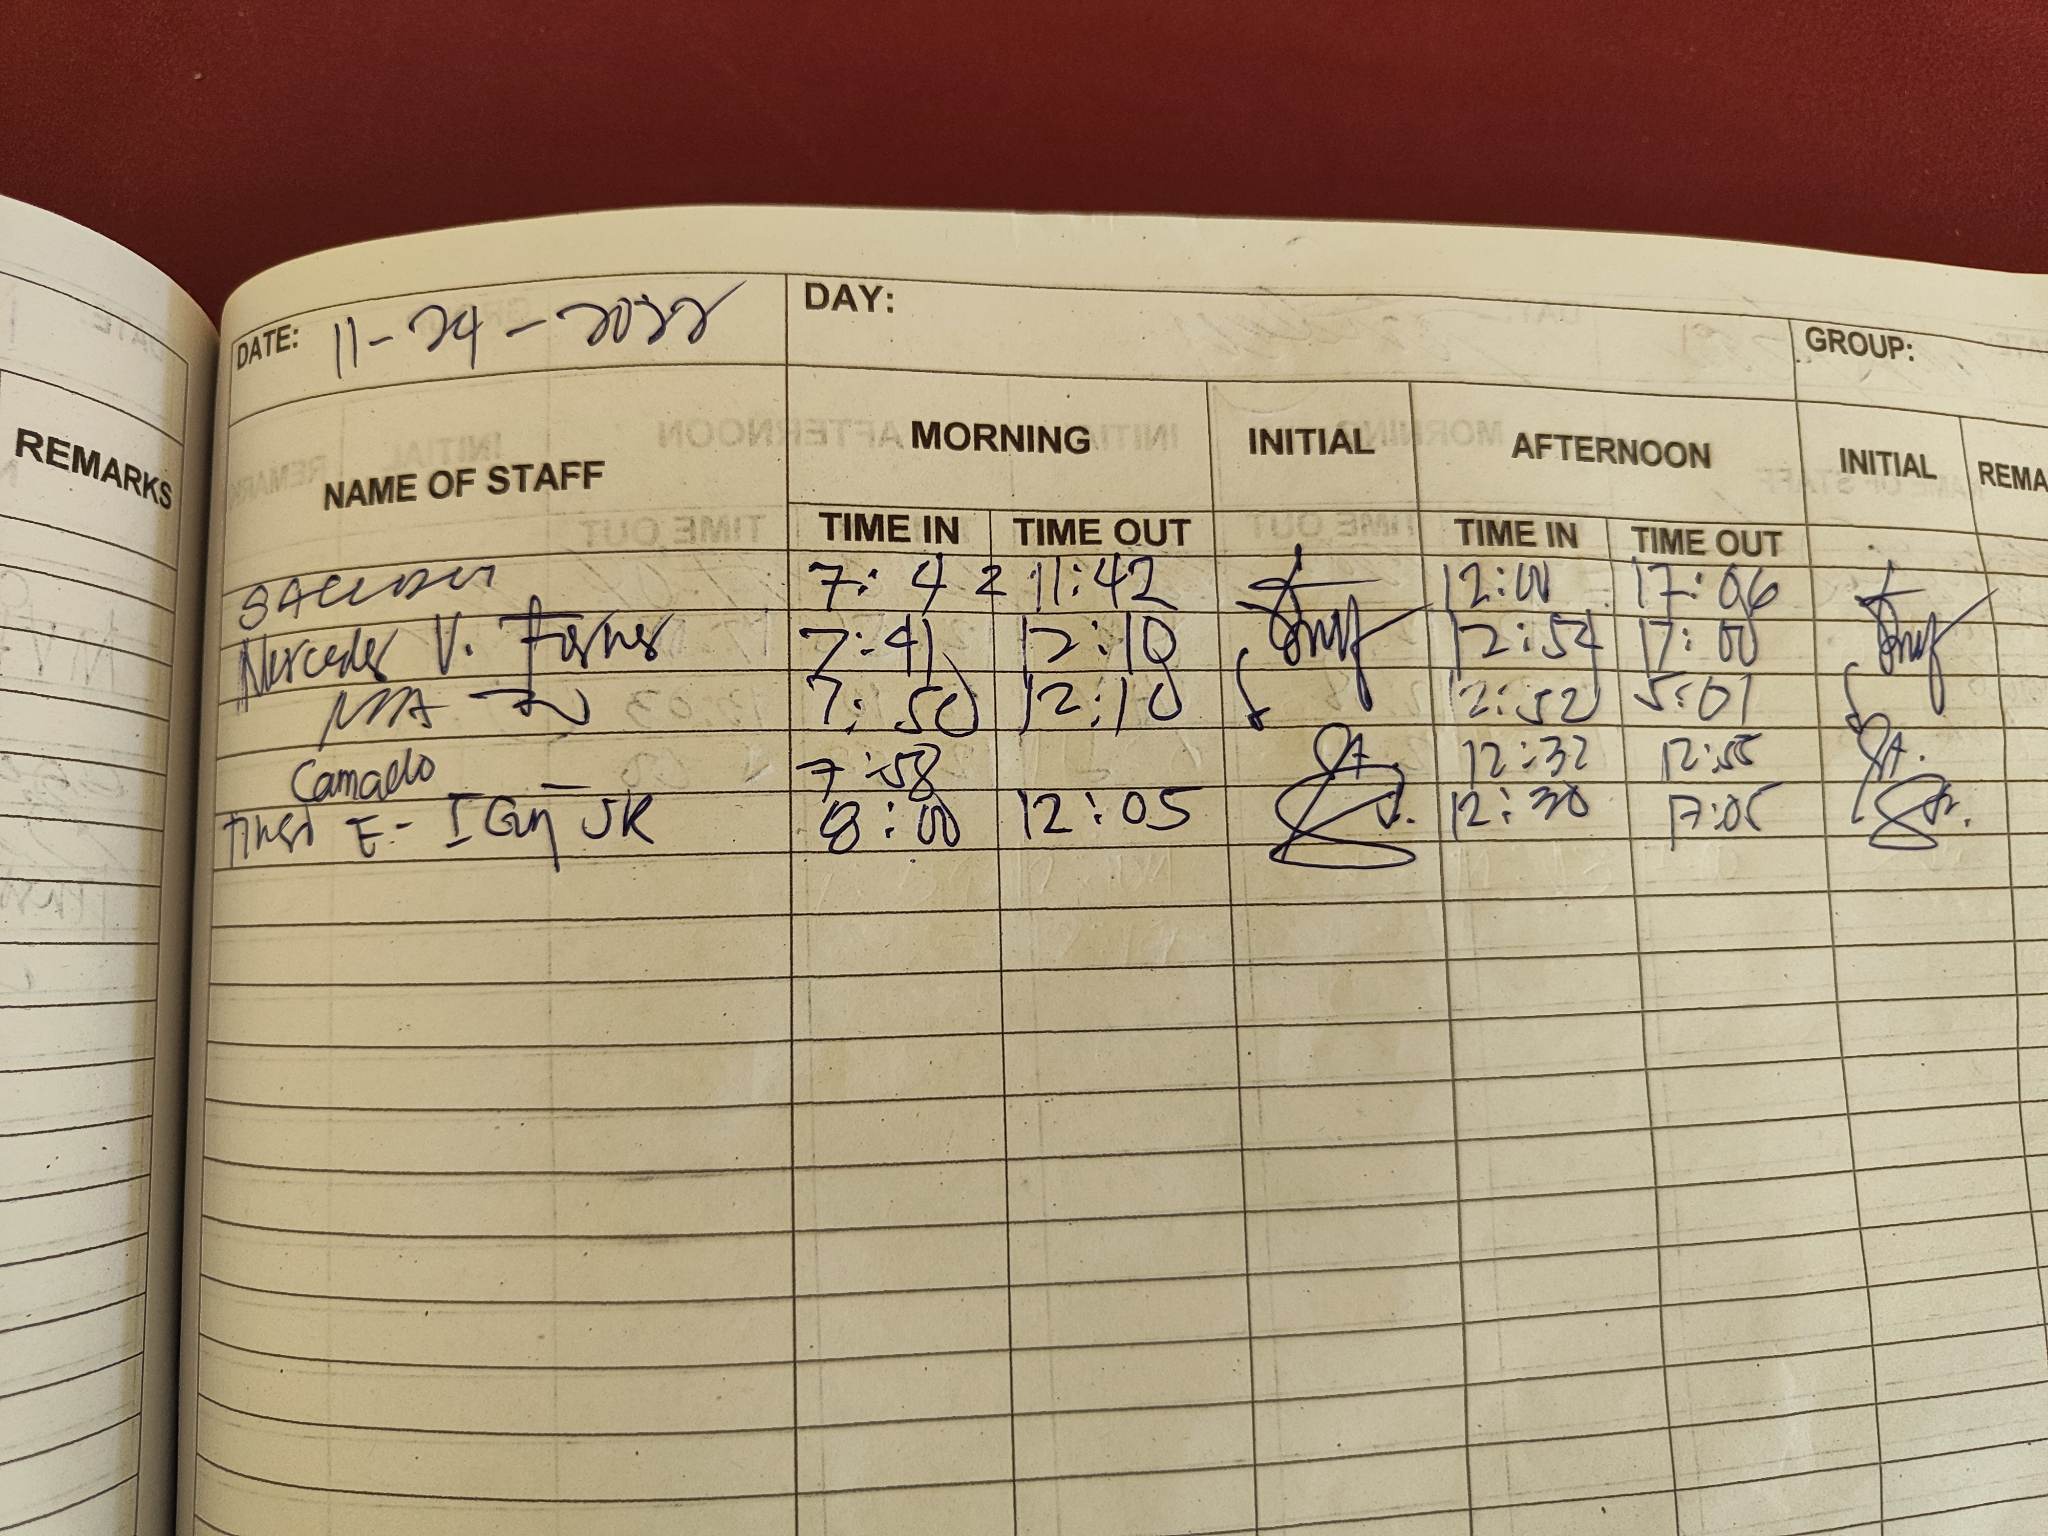 REMARKS
DATE: 11-24-2022 DAY: GROUP:
NAME OF STAFF MORNING INITIAL AFTERNOON INITIAL REMA
TIME IN TIME OUT TIME IN TIME OUT
7:42 11:42 12:00 17:06
Mercedes V. 7:41 12:10 12:54 17:00
7:50 12:10 12:52 5:01
Camado 7:58 12:32 12:55
E- JR 8:00 12:05 12:30 17:05